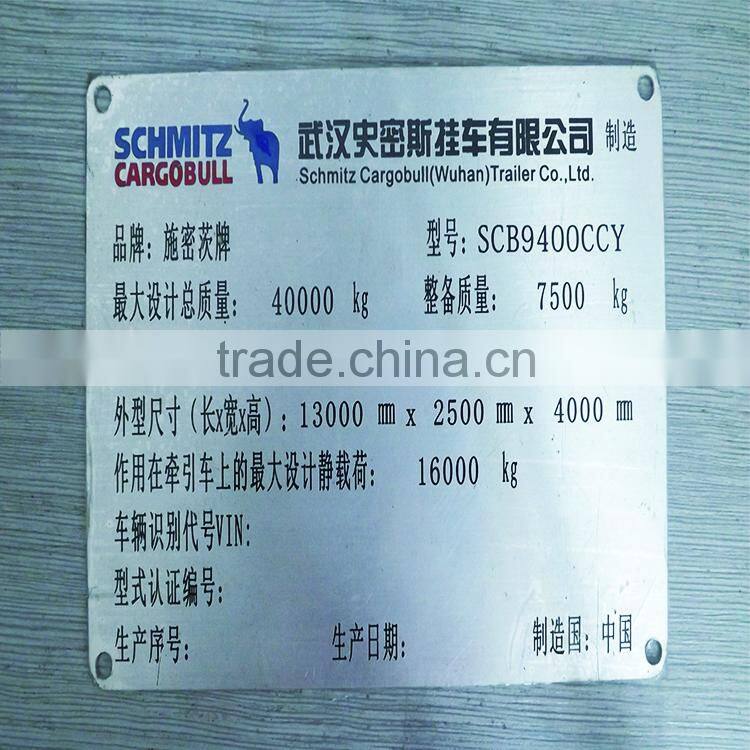 SCHMITZ CARGOBULL 武汉史密斯挂车有限公司 制造
Schmitz Cargobull(Wuhan)Trailer Co.,Ltd.
品牌: 施密茨牌 型号: SCB9400CCY
最大设计总质量: 40000 kg 整备质量: 7500 kg
trade.china.cn
外型尺寸(长x宽x高): 13000 mm x 2500 mm x 4000 mm
作用在牵引车上的最大设计静载荷: 16000 kg
车辆识别代号VIN:
型式认证编号:
生产序号: 生产日期: 制造国: 中国